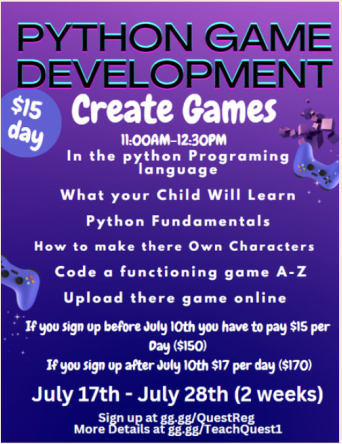 PYTHON GAME
DEVELOPMENT
$15
day
Create Games
11:00AM-12:30PM
In the python Programing
language
What your Child Will Learn
Python Fundamentals
How to make there Own Characters
Code a functioning game A-Z
Upload there game online
If you sign up before July 10th you have to pay $15 per
Day ($150)
If you sign up after July 10th $17 per day ($170)
July 17th - July 28th (2 weeks)
Sign up at gg.gg/QuestReg
More Details at gg.gg/TeachQuest1